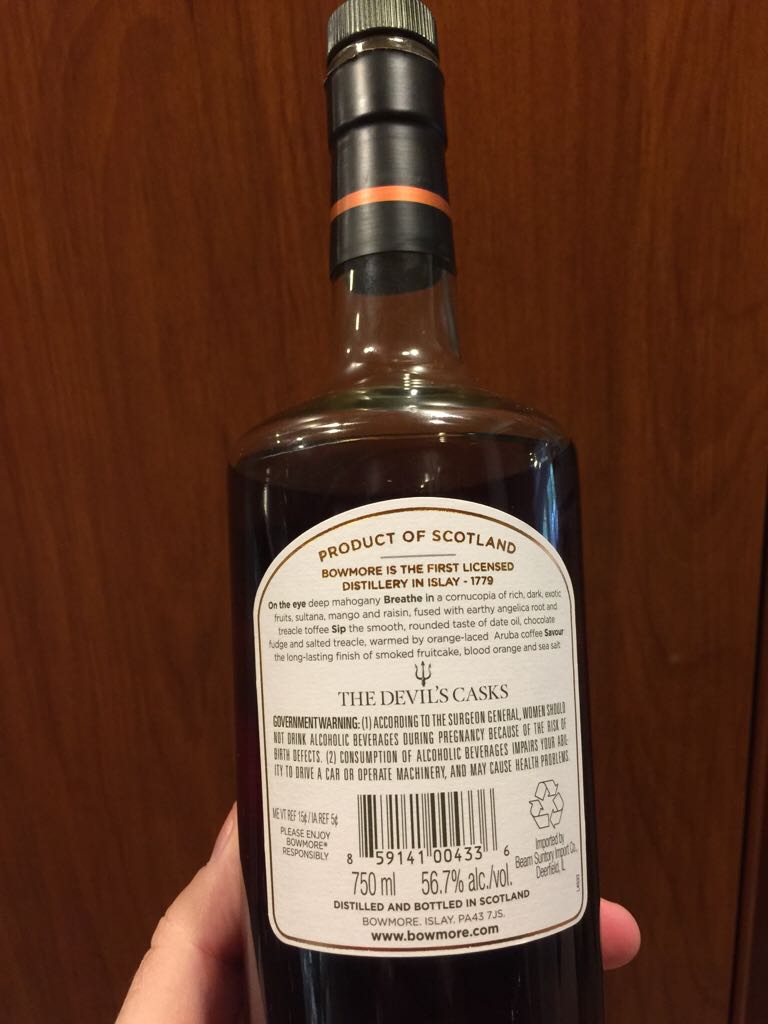 PRODUCT OF SCOTLAND
BOWMORE IS THE FIRST LICENSED
DISTILLERY IN ISLAY - 1779
On the eye deep mahogany Breathe in a cornucopia of rich, dark, exotic
fruits, sultana, mango and raisin, fused with earthy angelica root and
treacle toffee Sip the smooth, rounded taste of date oil, chocolate
fudge and salted treacle, warmed by orange-laced Aruba coffee Savour
the long-lasting finish of smoked fruitcake, blood orange and sea salt
THE DEVIL'S CASKS
GOVERNMENT WARNING: (1) ACCORDING TO THE SURGEON GENERAL, WOMEN SHOULD
NOT DRINK ALCOHOLIC BEVERAGES DURING PREGNANCY BECAUSE OF THE RISK OF
BIRTH DEFECTS. (2) CONSUMPTION OF ALCOHOLIC BEVERAGES IMPAIRS YOUR ABIL-
ITY TO DRIVE A CAR OR OPERATE MACHINERY, AND MAY CAUSE HEALTH PROBLEMS.
ME VT REF 15¢/IA REF 5¢
PLEASE ENJOY
BOWMORE®
RESPONSIBLY
8 59141 00433 6
Imported by
Beam Suntory Import Co.,
Deerfield, IL
750 ml 56.7% alc./vol.
DISTILLED AND BOTTLED IN SCOTLAND
BOWMORE. ISLAY. PA43 7JS.
www.bowmore.com